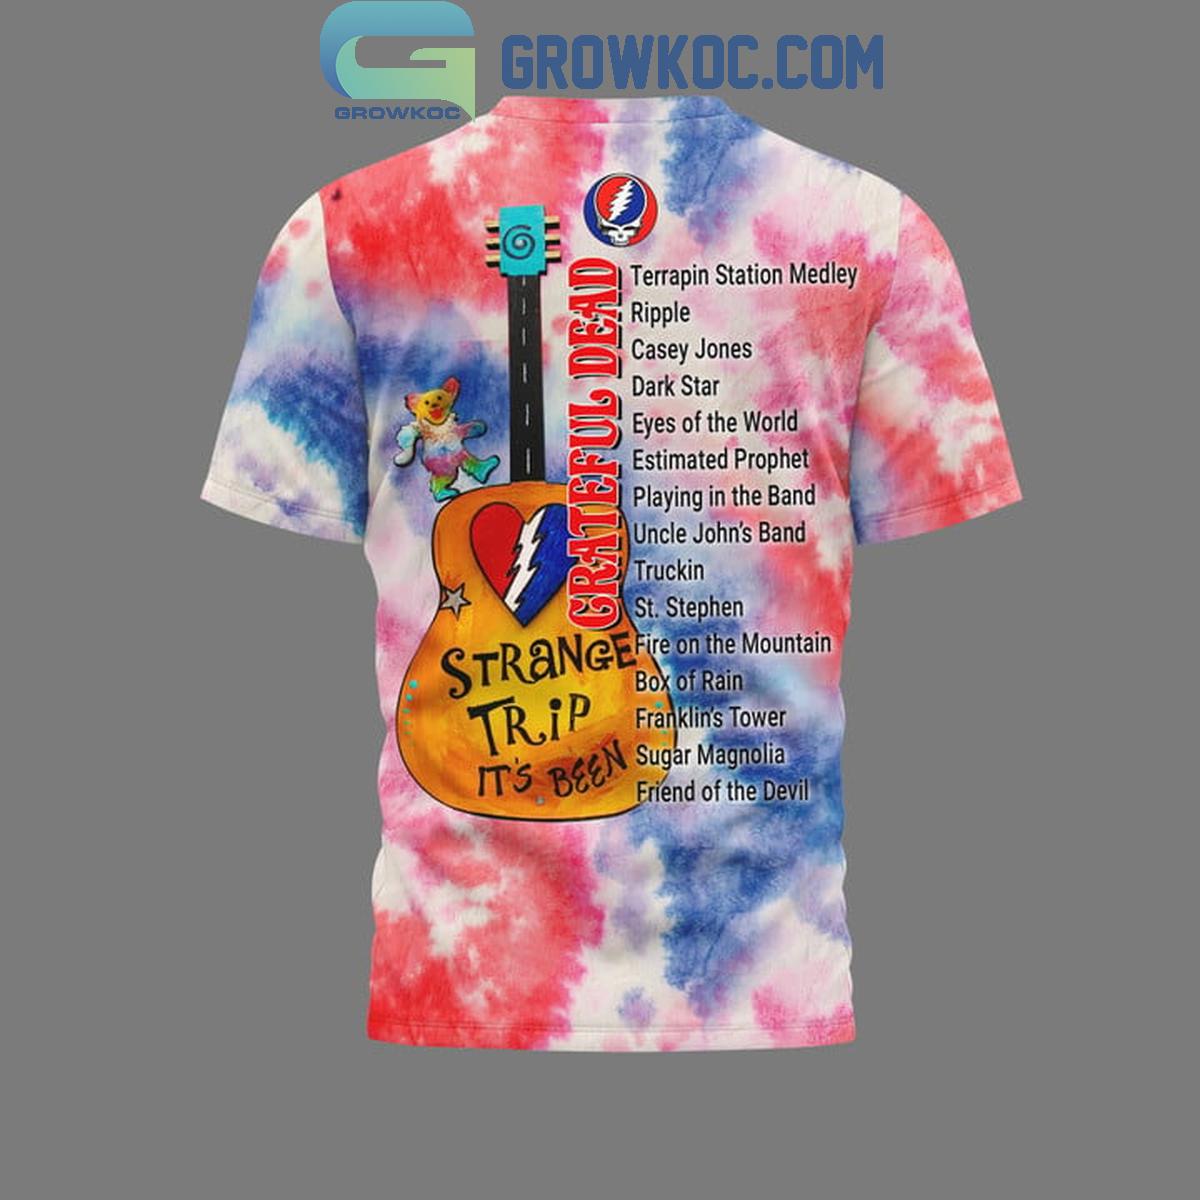 GROWKOC.COM
GROWKOC
GRATEFUL DEAD
Terrapin Station Medley
Ripple
Casey Jones
Dark Star
Eyes of the World
Estimated Prophet
Playing in the Band
Uncle John's Band
Truckin
St. Stephen
Fire on the Mountain
Box of Rain
Franklin's Tower
Sugar Magnolia
Friend of the Devil
STRANGE
TRiP
IT'S BEEN